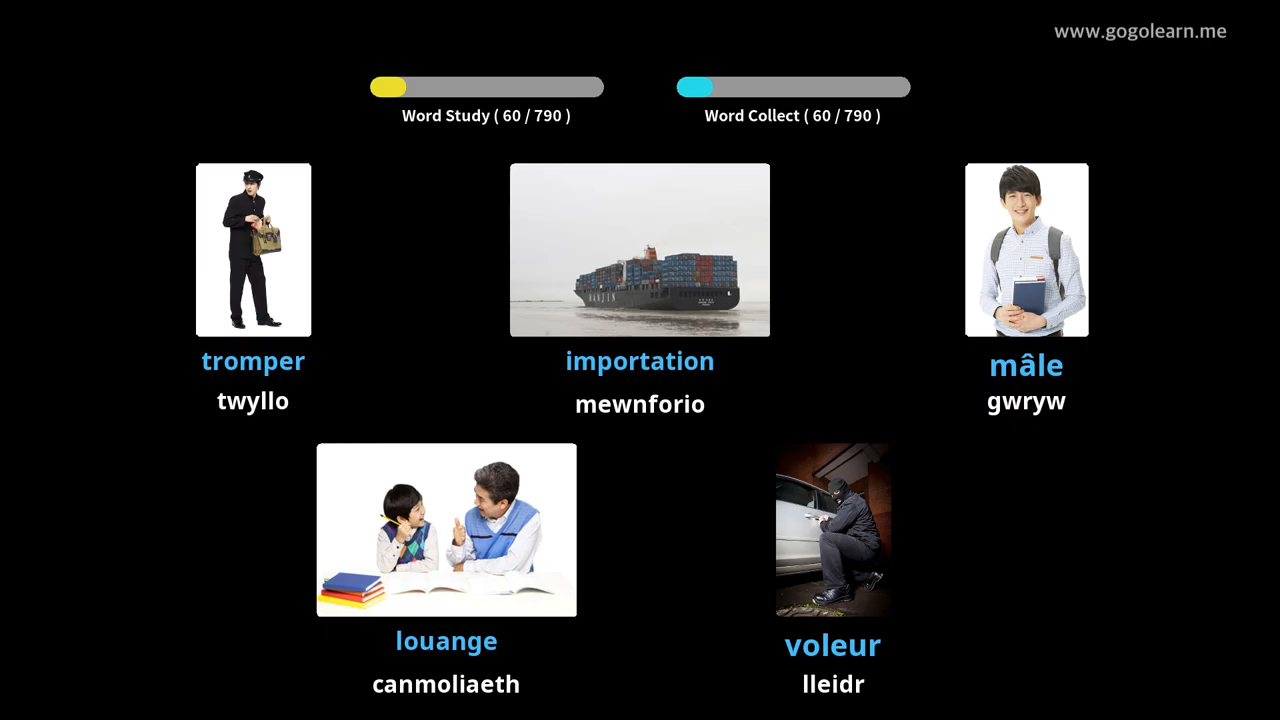 www.gogolearn.me
Word Study ( 60 / 790 )
Word Collect ( 60 / 790 )
tromper
twyllo
importation
mewnforio
HANJIN
mâle
gwryw
louange
canmoliaeth
voleur
lleidr